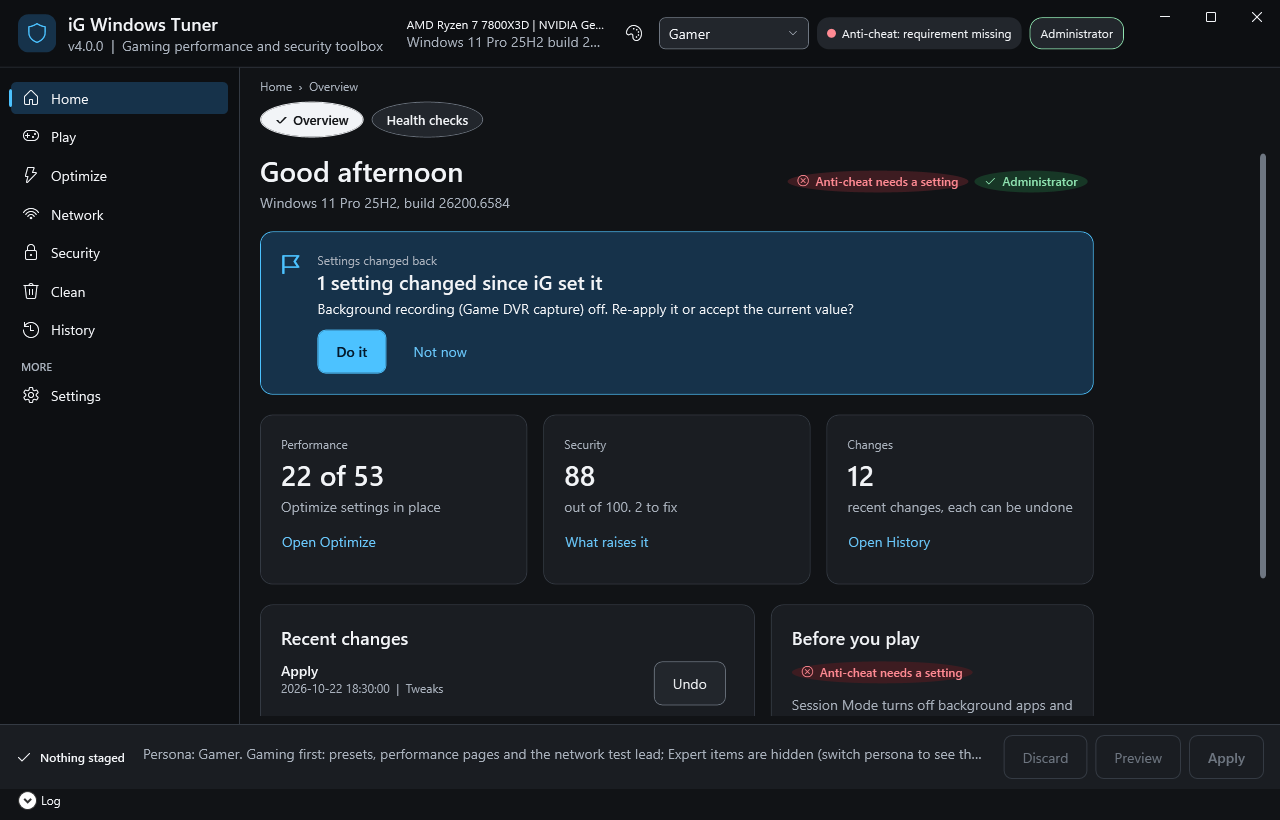 iG Windows Tuner
v4.0.0 | Gaming performance and security toolbox
AMD Ryzen 7 7800X3D | NVIDIA Ge...
Windows 11 Pro 25H2 build 2...
Gamer
Anti-cheat: requirement missing
Administrator
Home
Play
Optimize
Network
Security
Clean
History
MORE
Settings
Home › Overview
Overview
Health checks
Good afternoon
Windows 11 Pro 25H2, build 26200.6584
Anti-cheat needs a setting
Administrator
Settings changed back
1 setting changed since iG set it
Background recording (Game DVR capture) off. Re-apply it or accept the current value?
Do it
Not now
Performance
22 of 53
Optimize settings in place
Open Optimize
Security
88
out of 100. 2 to fix
What raises it
Changes
12
recent changes, each can be undone
Open History
Recent changes
Apply
2026-10-22 18:30:00 | Tweaks
Undo
Before you play
Anti-cheat needs a setting
Session Mode turns off background apps and
Nothing staged
Persona: Gamer. Gaming first: presets, performance pages and the network test lead; Expert items are hidden (switch persona to see th...
Discard
Preview
Apply
Log